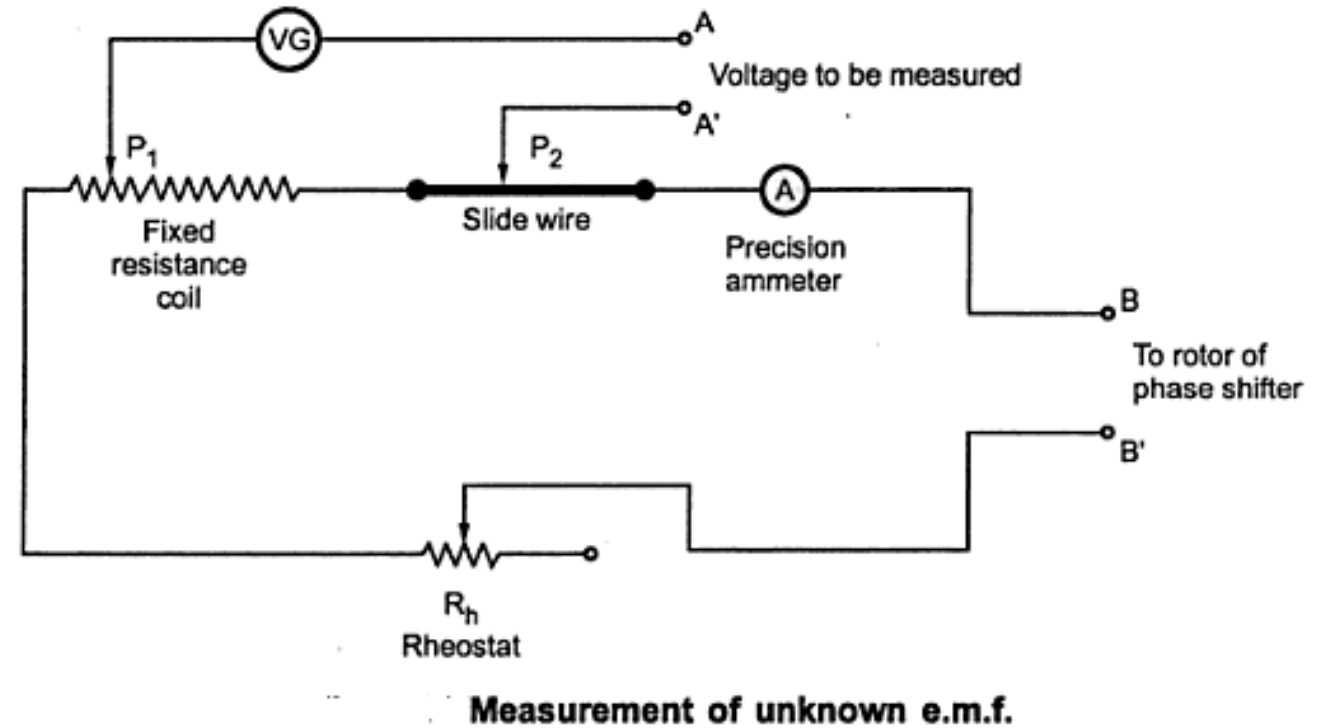 VG
A
Voltage to be measured
A'
P1
P2
Fixed
resistance
coil
Slide wire
A
Precision
ammeter
B
To rotor of
phase shifter
B'
Rh
Rheostat
Measurement of unknown e.m.f.